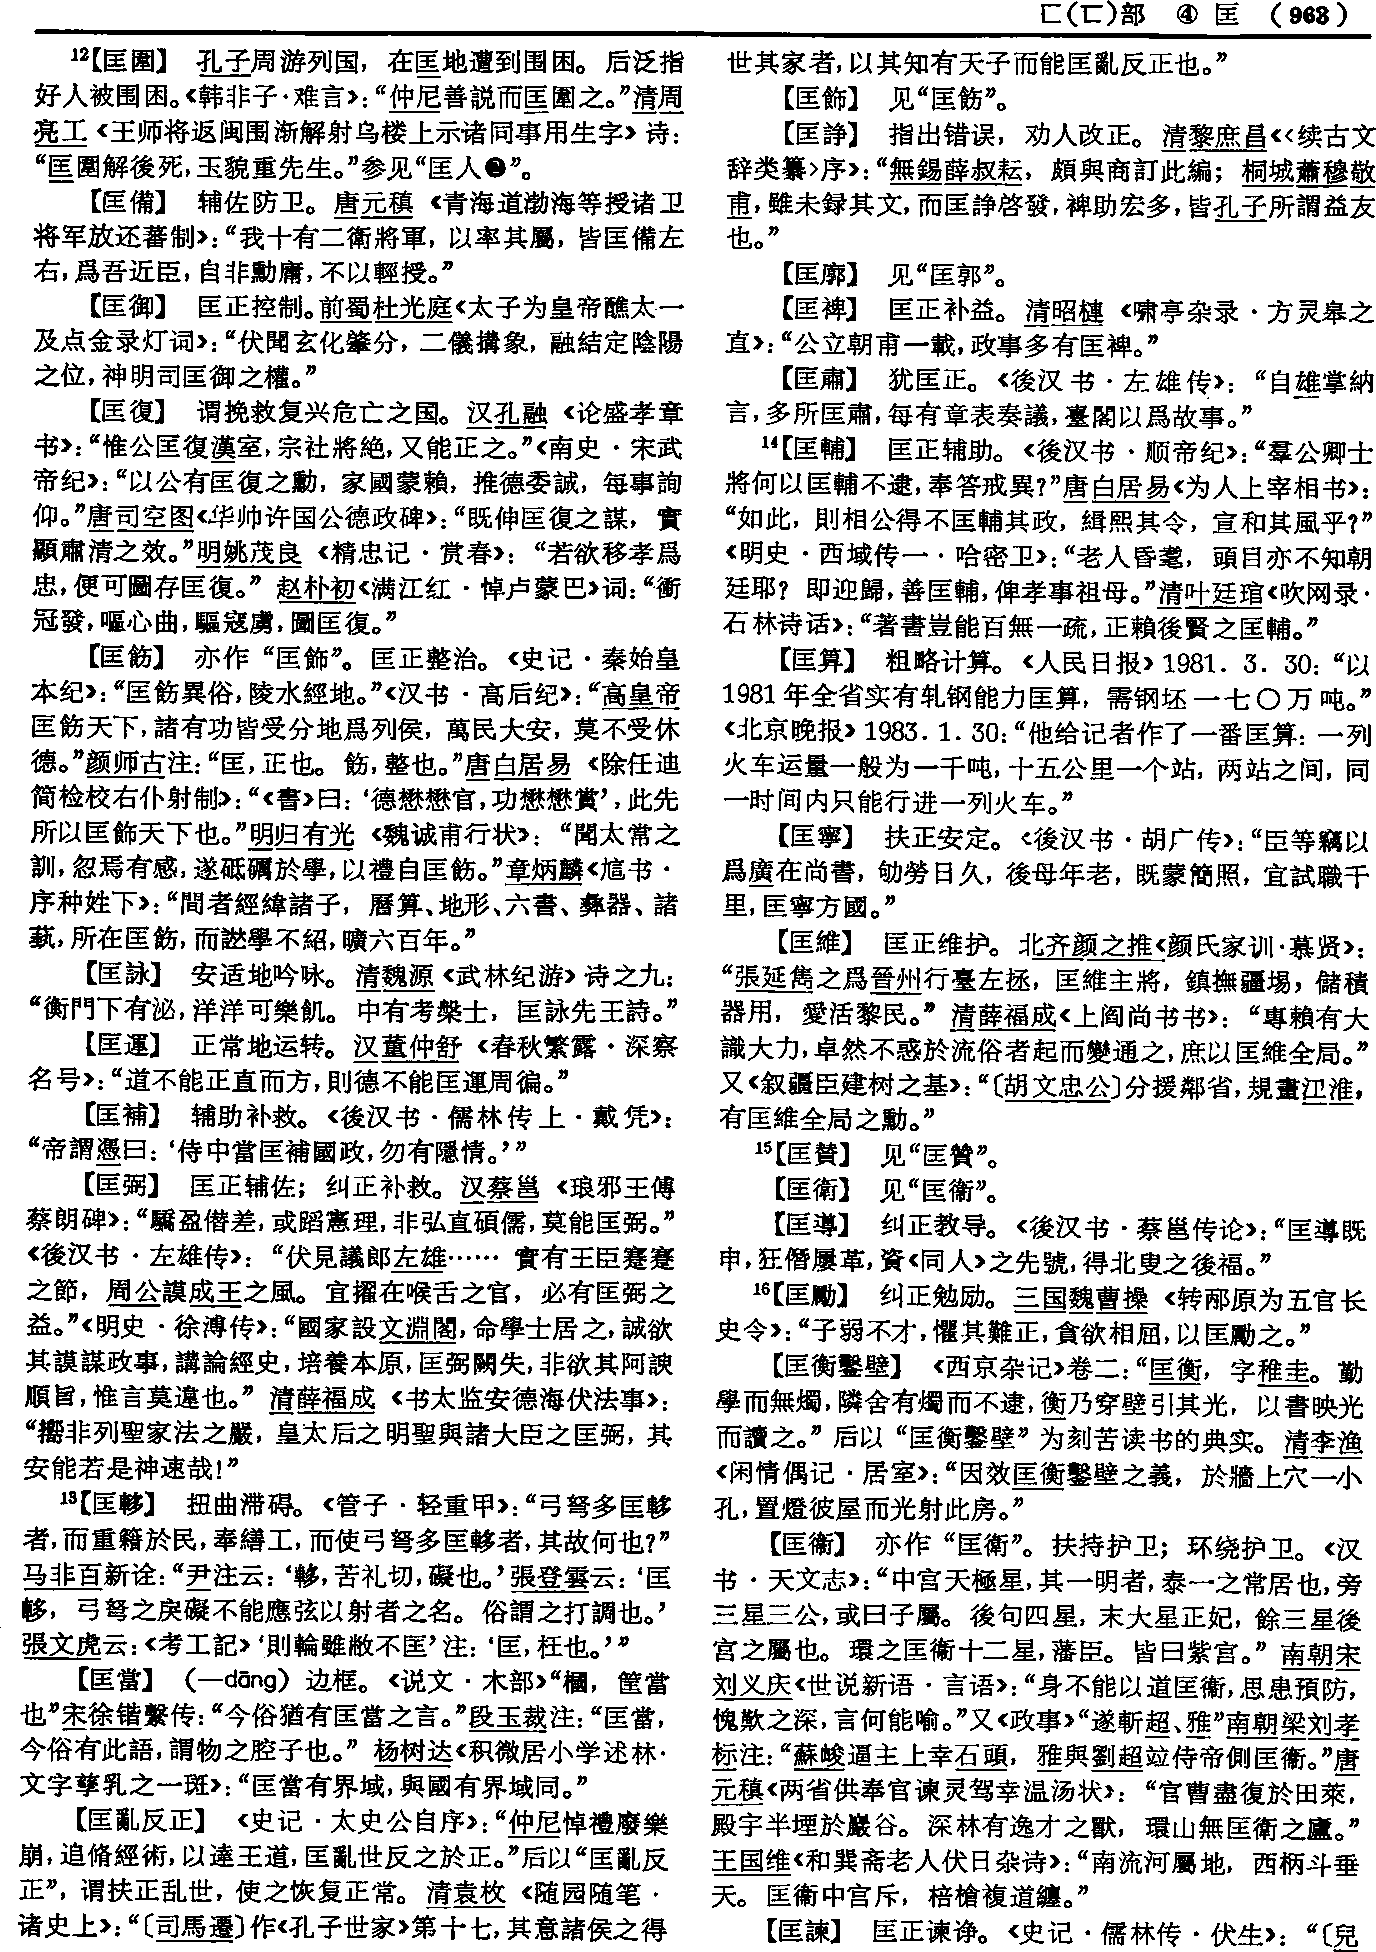 匚(匸)部 ④ 匡 (963)
12【匡圍】 孔子周游列国，在匡地遭到围困。后泛指
好人被围困。《韩非子·难言》：“仲尼善説而匡圍之。”清周
亮工《王师将返闽围渐解射乌楼上示诸同事用生字》诗：
“匡圍解後死，玉貌重先生。”参见“匡人❷”。
【匡備】 辅佐防卫。唐元稹《青海道渤海等授诸卫
将军放还蕃制》：“我十有二衛將軍，以率其屬，皆匡備左
右，爲吾近臣，自非勳庸，不以輕授。”
【匡御】 匡正控制。前蜀杜光庭《太子为皇帝醮太一
及点金录灯词》：“伏聞玄化肇分，二儀搆象，融結定陰陽
之位，神明司匡御之權。”
【匡復】 谓挽救复兴危亡之国。汉孔融《论盛孝章
书》：“惟公匡復漢室，宗社將絶，又能正之。”《南史·宋武
帝纪》：“以公有匡復之勳，家國蒙賴，推德委誠，每事詢
仰。”唐司空图《华帅许国公德政碑》：“既伸匡復之謀，實
顯肅清之效。”明姚茂良《精忠记·赏春》：“若欲移孝爲
忠，便可圖存匡復。”赵朴初《满江红·悼卢蒙巴》词：“衝
冠發，嘔心曲，驅寇虜，圖匡復。”
【匡飭】 亦作“匡飾”。匡正整治。《史记·秦始皇
本纪》：“匡飭異俗，陵水經地。”《汉书·高后纪》：“高皇帝
匡飭天下，諸有功皆受分地爲列侯，萬民大安，莫不受休
德。”颜师古注：“匡，正也。飭，整也。”唐白居易《除任迪
简检校右仆射制》：“《書》曰：‘德懋懋官，功懋懋賞’，此先
所以匡飾天下也。”明归有光《魏诚甫行状》：“聞太常之
訓，忽焉有感，遂砥礪於學，以禮自匡飭。”章炳麟《訄书·
序种姓下》：“間者經緯諸子，曆算、地形、六書、彝器、諸
蓺，所在匡飭，而諡學不紹，曠六百年。”
【匡詠】 安适地吟咏。清魏源《武林纪游》诗之九：
“衡門下有泌，洋洋可樂飢。中有考槃士，匡詠先王詩。”
【匡運】 正常地运转。汉董仲舒《春秋繁露·深察
名号》：“道不能正直而方，則德不能匡運周徧。”
【匡補】 辅助补救。《後汉书·儒林传上·戴凭》：
“帝謂憑曰：‘侍中當匡補國政，勿有隱情。’”
【匡弼】 匡正辅佐；纠正补救。汉蔡邕《琅邪王傅
蔡朗碑》：“驕盈僭差，或蹈憲理，非弘直碩儒，莫能匡弼。”
《後汉书·左雄传》：“伏見議郎左雄…… 實有王臣蹇蹇
之節，周公謨成王之風。宜擢在喉舌之官，必有匡弼之
益。”《明史·徐溥传》：“國家設文淵閣，命學士居之，誠欲
其謨謀政事，講論經史，培養本原，匡弼闕失，非欲其阿諛
順旨，惟言莫違也。”清薛福成《书太监安德海伏法事》：
“嚮非列聖家法之嚴，皇太后之明聖與諸大臣之匡弼，其
安能若是神速哉！”
13【匡軫】 扭曲滞碍。《管子·轻重甲》：“弓弩多匡軫
者，而重籍於民，奉繕工，而使弓弩多匡軫者，其故何也？”
马非百新诠：“尹注云：‘軫，苦礼切，礙也。’張登雲云：‘匡
軫，弓弩之戾礙不能應弦以射者之名。俗謂之打調也。’
張文虎云：《考工記》‘則輪雖敝不匡’注：‘匡，枉也。’”
【匡當】 （—dāng）边框。《说文·木部》“槶，筐當
也”宋徐锴繫传：“今俗猶有匡當之言。”段玉裁注：“匡當，
今俗有此語，謂物之腔子也。”杨树达《积微居小学述林·
文字孳乳之一斑》：“匡當有界域，與國有界域同。”
【匡亂反正】 《史记·太史公自序》：“仲尼悼禮廢樂
崩，追脩經術，以達王道，匡亂世反之於正。”后以“匡亂反
正”，谓扶正乱世，使之恢复正常。清袁枚《随园随笔·
诸史上》：“〔司馬遷〕作《孔子世家》第十七，其意諸侯之得
世其家者，以其知有天子而能匡亂反正也。”
【匡飾】 见“匡飭”。
【匡諍】 指出错误，劝人改正。清黎庶昌《〈续古文
辞类纂〉序》：“無錫薛叔耘，頗與商訂此編；桐城蕭穆敬
甫，雖未録其文，而匡諍啓發，裨助宏多，皆孔子所謂益友
也。”
【匡廓】 见“匡郭”。
【匡裨】 匡正补益。清昭槤《啸亭杂录·方灵皋之
直》：“公立朝甫一載，政事多有匡裨。”
【匡肅】 犹匡正。《後汉书·左雄传》：“自雄掌納
言，多所匡肅，每有章表奏議，臺閣以爲故事。”
14【匡輔】 匡正辅助。《後汉书·顺帝纪》：“羣公卿士
將何以匡輔不逮，奉答戒異？”唐白居易《为人上宰相书》：
“如此，則相公得不匡輔其政，緝熙其令，宣和其風乎？”
《明史·西域传一·哈密卫》：“老人昏耄，頭目亦不知朝
廷耶？即迎歸，善匡輔，俾孝事祖母。”清叶廷琯《吹网录·
石林诗话》：“著書豈能百無一疏，正賴後賢之匡輔。”
【匡算】 粗略计算。《人民日报》1981．3．30：“以
1981年全省实有轧钢能力匡算，需钢坯一七〇万吨。”
《北京晚报》1983．1．30：“他给记者作了一番匡算：一列
火车运量一般为一千吨，十五公里一个站，两站之间，同
一时间内只能行进一列火车。”
【匡寧】 扶正安定。《後汉书·胡广传》：“臣等竊以
爲廣在尚書，劬勞日久，後母年老，既蒙簡照，宜試職千
里，匡寧方國。”
【匡維】 匡正维护。北齐颜之推《颜氏家训·慕贤》：
“張延雋之爲晉州行臺左丞，匡維主將，鎮撫疆埸，儲積
器用，愛活黎民。”清薛福成《上阎尚书书》：“專賴有大
識大力，卓然不惑於流俗者起而變通之，庶以匡維全局。”
又《叙疆臣建树之基》：“〔胡文忠公〕分援鄰省，規畫江淮，
有匡維全局之勳。”
15【匡賛】 见“匡贊”。
【匡衛】 见“匡衞”。
【匡導】 纠正教导。《後汉书·蔡邕传论》：“匡導既
申，狂僭屢革，資《同人》之先號，得北叟之後福。”
16【匡勵】 纠正勉励。三国魏曹操《转邴原为五官长
史令》：“子弱不才，懼其難正，貪欲相屈，以匡勵之。”
【匡衡鑿壁】 《西京杂记》卷二：“匡衡，字稚圭。勤
學而無燭，隣舍有燭而不逮，衡乃穿壁引其光，以書映光
而讀之。”后以“匡衡鑿壁”为刻苦读书的典实。清李渔
《闲情偶记·居室》：“因效匡衡鑿壁之義，於牆上穴一小
孔，置燈彼屋而光射此房。”
【匡衞】 亦作“匡衛”。扶持护卫；环绕护卫。《汉
书·天文志》：“中宫天極星，其一明者，泰一之常居也，旁
三星三公，或曰子屬。後句四星，末大星正妃，餘三星後
宫之屬也。環之匡衞十二星，藩臣。皆曰紫宫。”南朝宋
刘义庆《世说新语·言语》：“身不能以道匡衞，思患預防，
愧歎之深，言何能喻。”又《政事》“遂斬超、雅”南朝梁刘孝
标注：“蘇峻逼主上幸石頭，雅與劉超竝侍帝側匡衞。”唐
元稹《两省供奉官谏灵驾幸温汤状》：“官曹盡復於田萊，
殿宇半堙於巖谷。深林有逸才之獸，環山無匡衛之廬。”
王国维《和巽斋老人伏日杂诗》：“南流河屬地，西柄斗垂
天。匡衞中宫斥，棓槍複道纏。”
【匡諫】 匡正谏诤。《史记·儒林传·伏生》：“〔兒